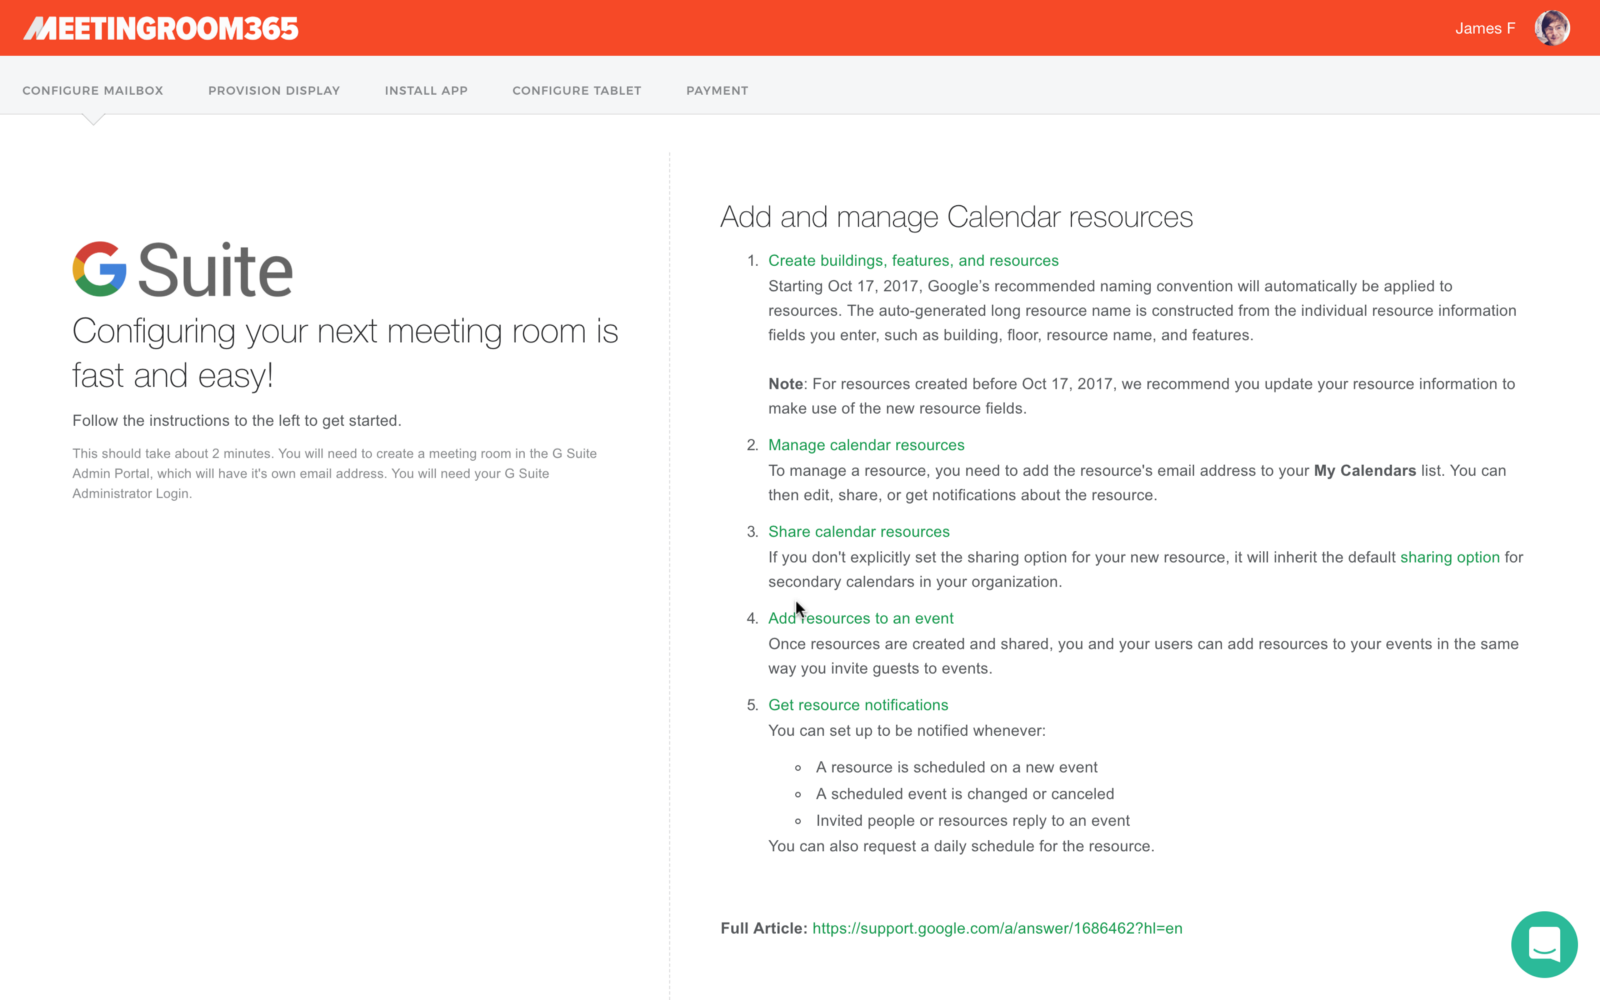 MEETINGROOM365
James F
CONFIGURE MAILBOX
PROVISION DISPLAY
INSTALL APP
CONFIGURE TABLET
PAYMENT
G Suite
Configuring your next meeting room is
fast and easy!
Follow the instructions to the left to get started.
This should take about 2 minutes. You will need to create a meeting room in the G Suite
Admin Portal, which will have it's own email address. You will need your G Suite
Administrator Login.
Add and manage Calendar resources
1. Create buildings, features, and resources
Starting Oct 17, 2017, Google's recommended naming convention will automatically be applied to
resources. The auto-generated long resource name is constructed from the individual resource information
fields you enter, such as building, floor, resource name, and features.
Note: For resources created before Oct 17, 2017, we recommend you update your resource information to
make use of the new resource fields.
2. Manage calendar resources
To manage a resource, you need to add the resource's email address to your My Calendars list. You can
then edit, share, or get notifications about the resource.
3. Share calendar resources
If you don't explicitly set the sharing option for your new resource, it will inherit the default sharing option for
secondary calendars in your organization.
4. Add resources to an event
Once resources are created and shared, you and your users can add resources to your events in the same
way you invite guests to events.
5. Get resource notifications
You can set up to be notified whenever:
A resource is scheduled on a new event
A scheduled event is changed or canceled
Invited people or resources reply to an event
You can also request a daily schedule for the resource.
Full Article: https://support.google.com/a/answer/1686462?hl=en